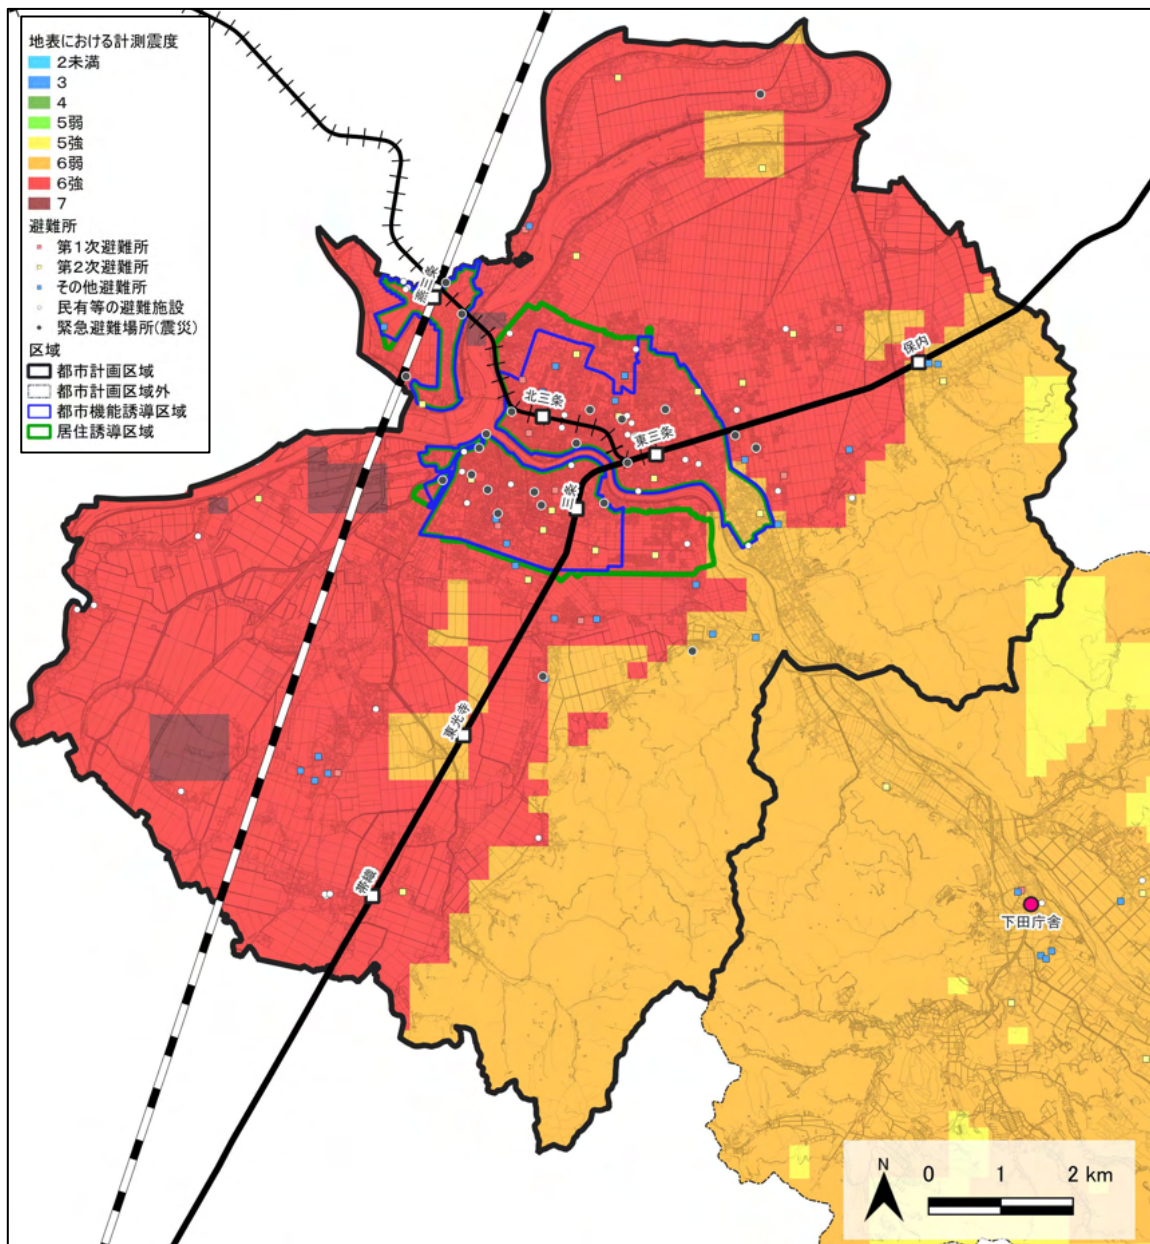 地表における計測震度
2未満
3
4
5弱
5強
6弱
6強
7
避難所
第1次避難所
第2次避難所
その他避難所
民有等の避難施設
緊急避難場所(震災)
区域
都市計画区域
都市計画区域外
都市機能誘導区域
居住誘導区域
燕三条
北三条
東三条
保内
三条
東光寺
帯織
下田庁舎
N
0 1 2 km